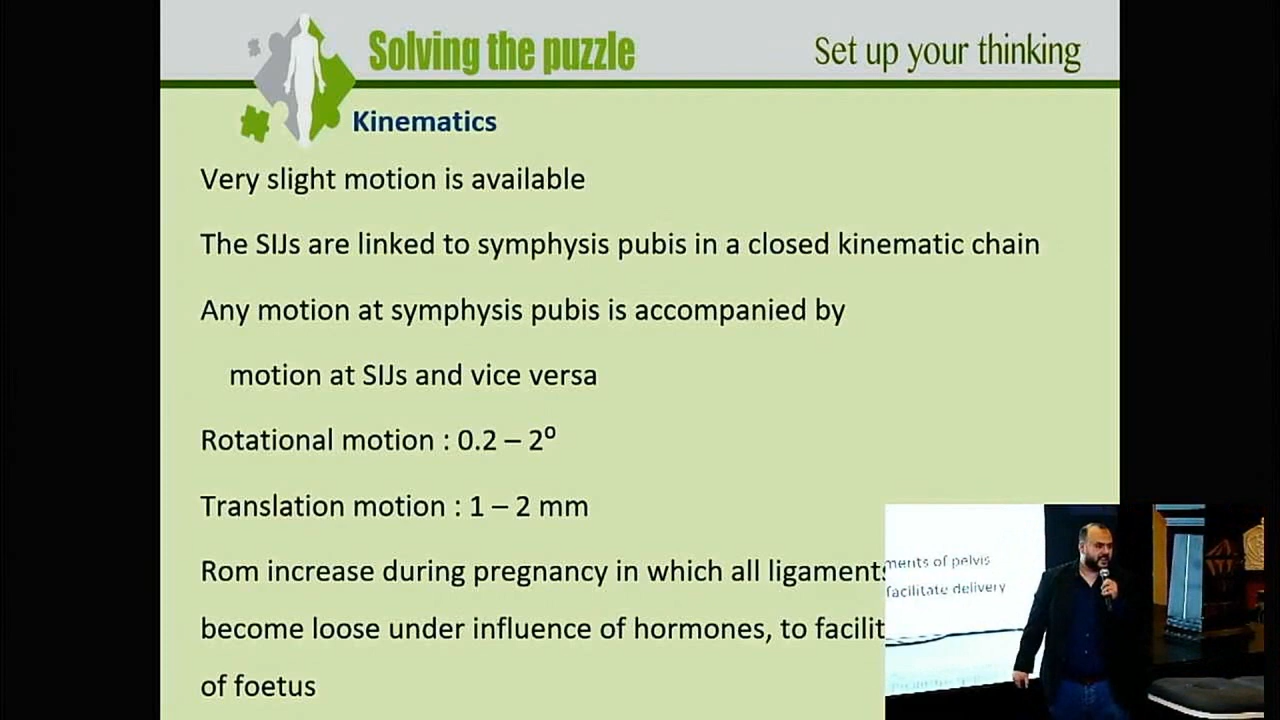 Solving the puzzle
Set up your thinking
Kinematics
Very slight motion is available
The SIJs are linked to symphysis pubis in a closed kinematic chain
Any motion at symphysis pubis is accompanied by
motion at SIJs and vice versa
Rotational motion : 0.2 – 2⁰
Translation motion : 1 – 2 mm
Rom increase during pregnancy in which all ligaments
become loose under influence of hormones, to facilit
of foetus
ments of pelvis
facilitate delivery